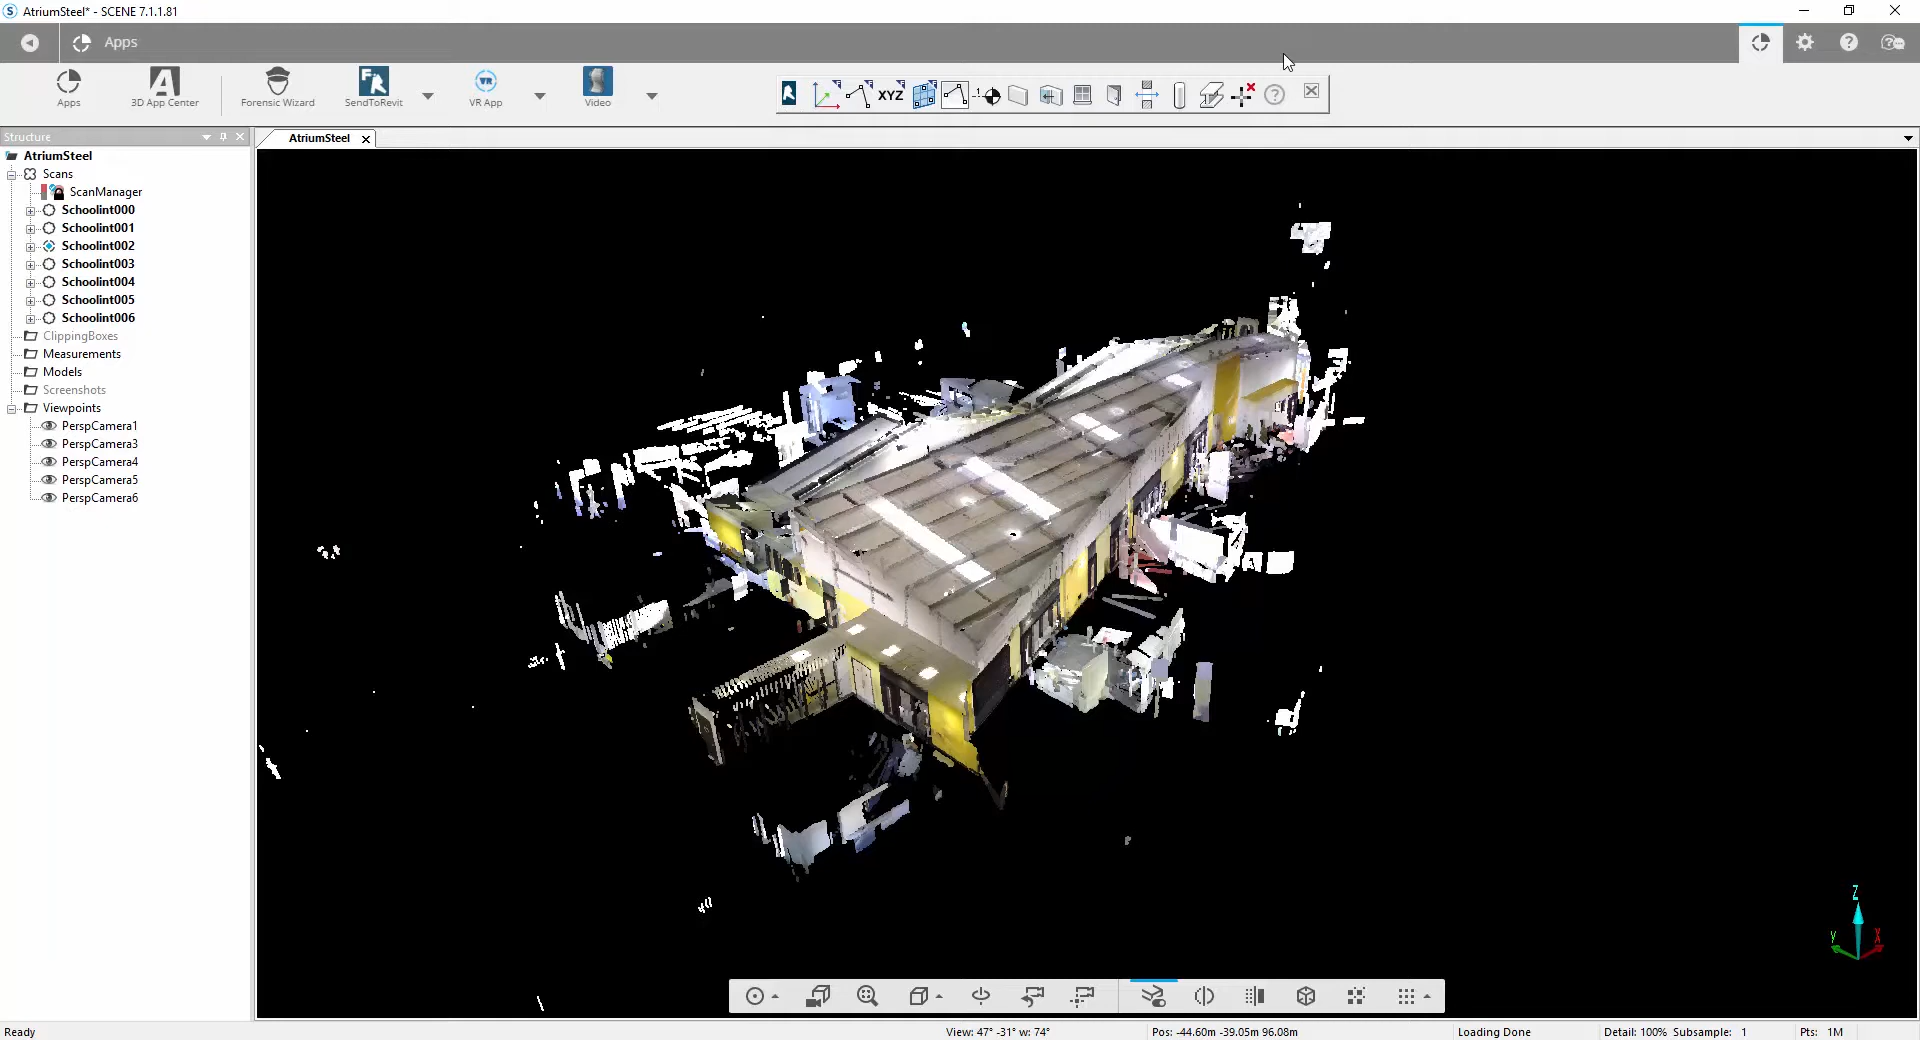 AtriumSteel* - SCENE 7.1.1.81
Apps
Apps
3D App Center
Forensic Wizard
SendToRevit
VR App
Video
XYZ
Structure
AtriumSteel
AtriumSteel
Scans
ScanManager
Schoolint000
Schoolint001
Schoolint002
Schoolint003
Schoolint004
Schoolint005
Schoolint006
ClippingBoxes
Measurements
Models
Screenshots
Viewpoints
PerspCamera1
PerspCamera3
PerspCamera4
PerspCamera5
PerspCamera6
Z
Y
X
Ready
View: 47° -31° w: 74°
Pos: -44.60m -39.05m 96.08m
Loading Done
Detail: 100% Subsample: 1
Pts: 1M